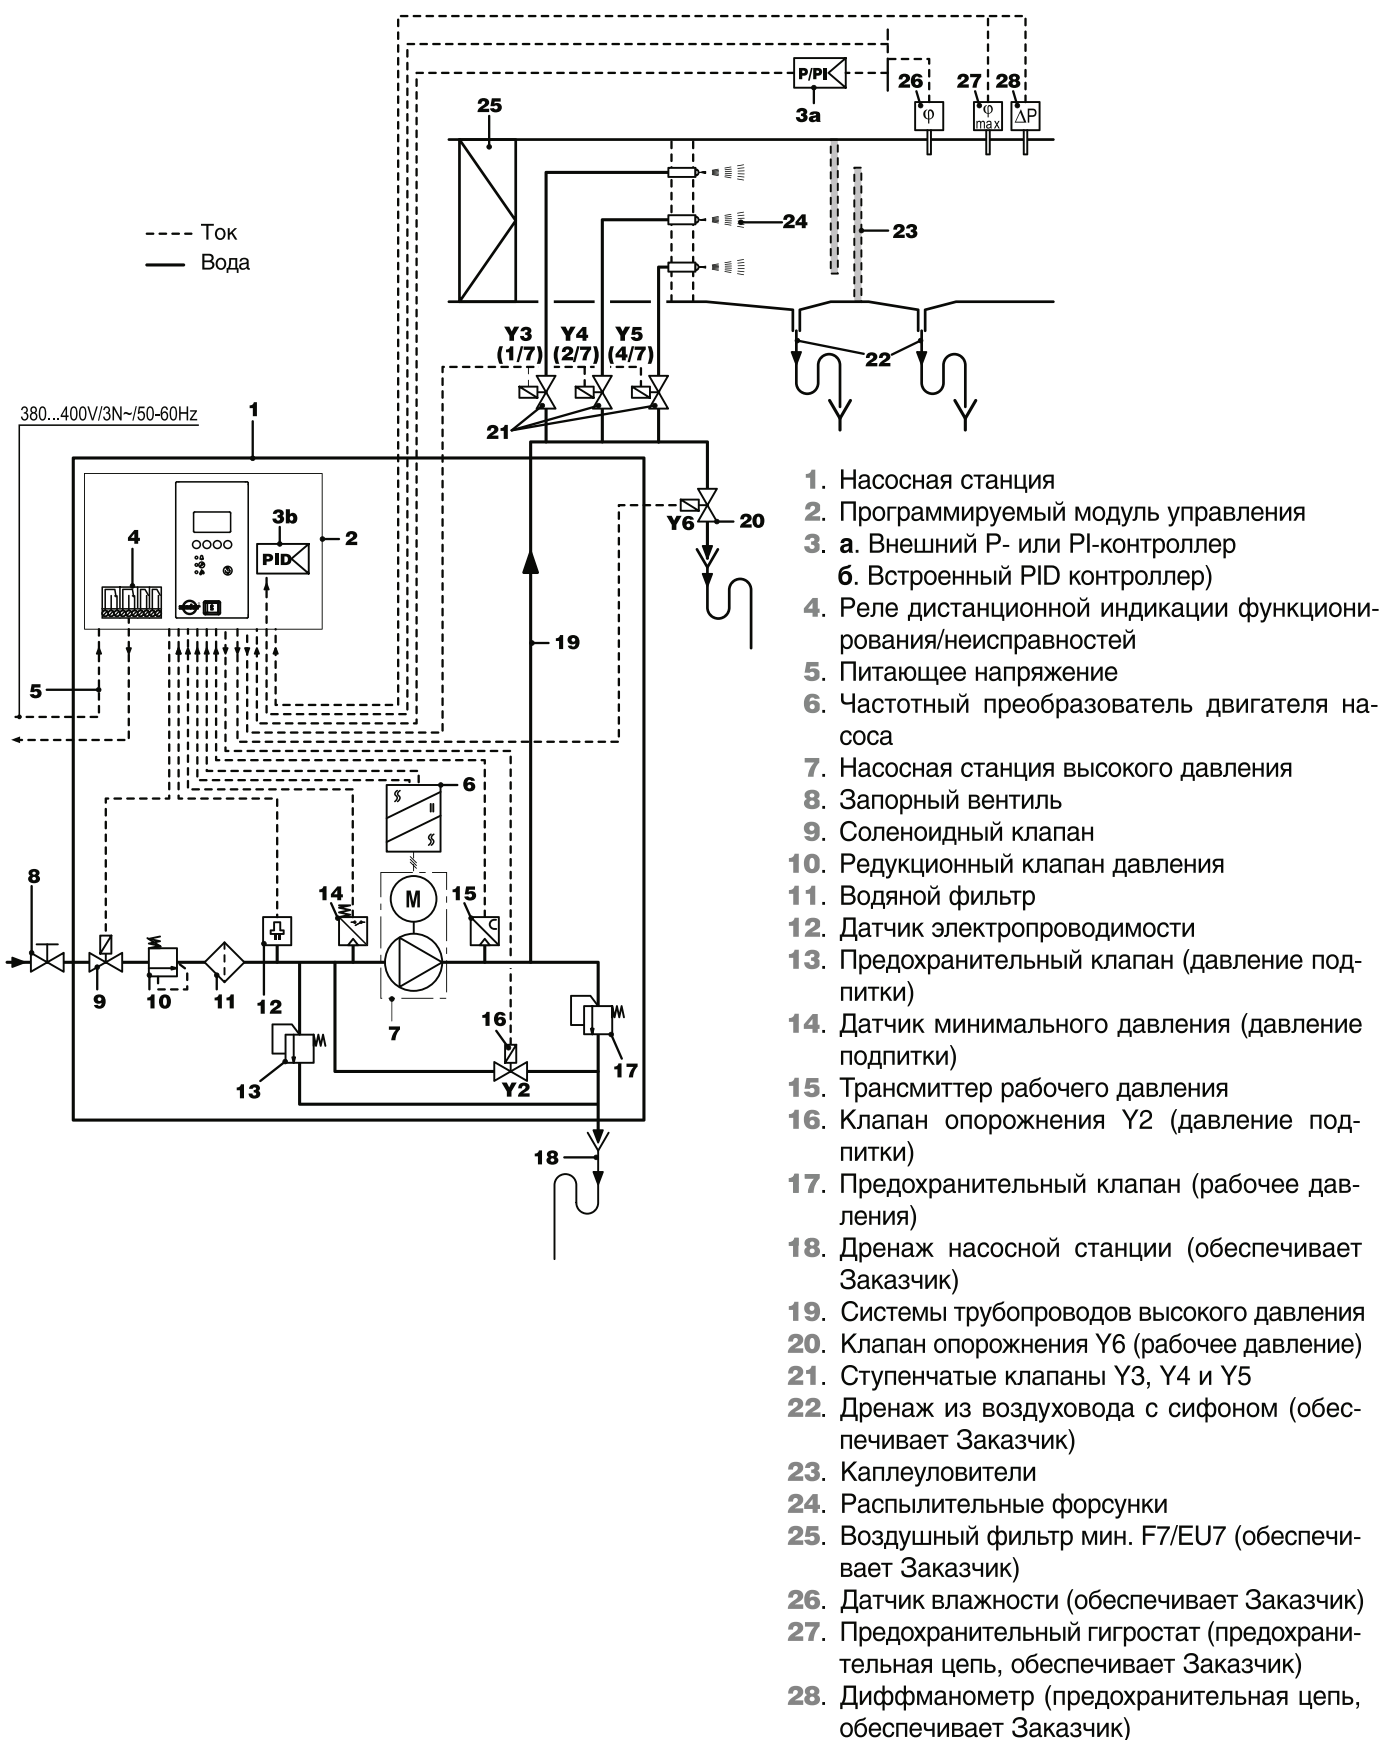 P/PI
3a
26
27
28
φ
φ
max
ΔP
25
24
23
Ток
Вода
Y3
(1/7)
Y4
(2/7)
Y5
(4/7)
22
21
380...400V/3N~/50-60Hz
1
Y6
20
3b
PID
4
2
19
5
6
M
8
14
15
9
10
11
12
7
16
Y2
13
17
18
1. Насосная станция
2. Программируемый модуль управления
3. а. Внешний P- или PI-контроллер
б. Встроенный PID контроллер)
4. Реле дистанционной индикации функциони-
рования/неисправностей
5. Питающее напряжение
6. Частотный преобразователь двигателя на-
соса
7. Насосная станция высокого давления
8. Запорный вентиль
9. Соленоидный клапан
10. Редукционный клапан давления
11. Водяной фильтр
12. Датчик электропроводимости
13. Предохранительный клапан (давление под-
питки)
14. Датчик минимального давления (давление
подпитки)
15. Трансмиттер рабочего давления
16. Клапан опорожнения Y2 (давление под-
питки)
17. Предохранительный клапан (рабочее дав-
ления)
18. Дренаж насосной станции (обеспечивает
Заказчик)
19. Системы трубопроводов высокого давления
20. Клапан опорожнения Y6 (рабочее давление)
21. Ступенчатые клапаны Y3, Y4 и Y5
22. Дренаж из воздуховода с сифоном (обес-
печивает Заказчик)
23. Каплеуловители
24. Распылительные форсунки
25. Воздушный фильтр мин. F7/EU7 (обеспечи-
вает Заказчик)
26. Датчик влажности (обеспечивает Заказчик)
27. Предохранительный гигростат (предохрани-
тельная цепь, обеспечивает Заказчик)
28. Диффманометр (предохранительная цепь,
обеспечивает Заказчик)